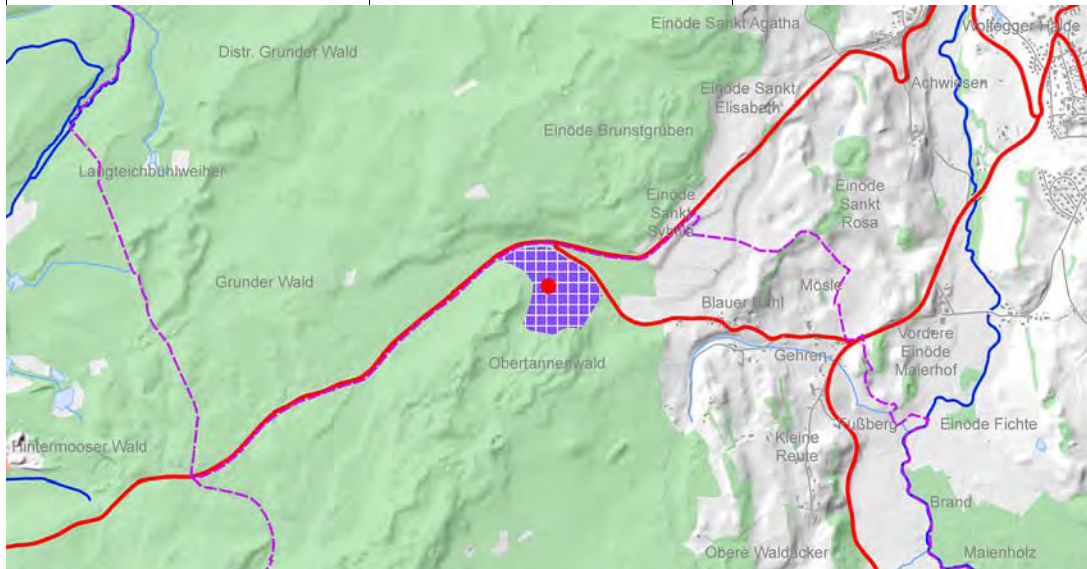 Einöde Sankt Agatha
Wolfegger Halde
Distr. Grunder Wald
Achwiesen
Einöde Sankt
Elisabeth
Einöde Brunstgruben
Langteichbühlweiher
Einöde
Sankt
Sybilla
Einöde
Sankt
Rosa
Grunder Wald
Mösle
Blauer Bühl
Vordere
Einöde
Maierhof
Gehren
Obertannenwald
Fußberg
Einöde Fichte
Hintermooser Wald
Kleine
Reute
Brand
Obere Waldäcker
Maienholz